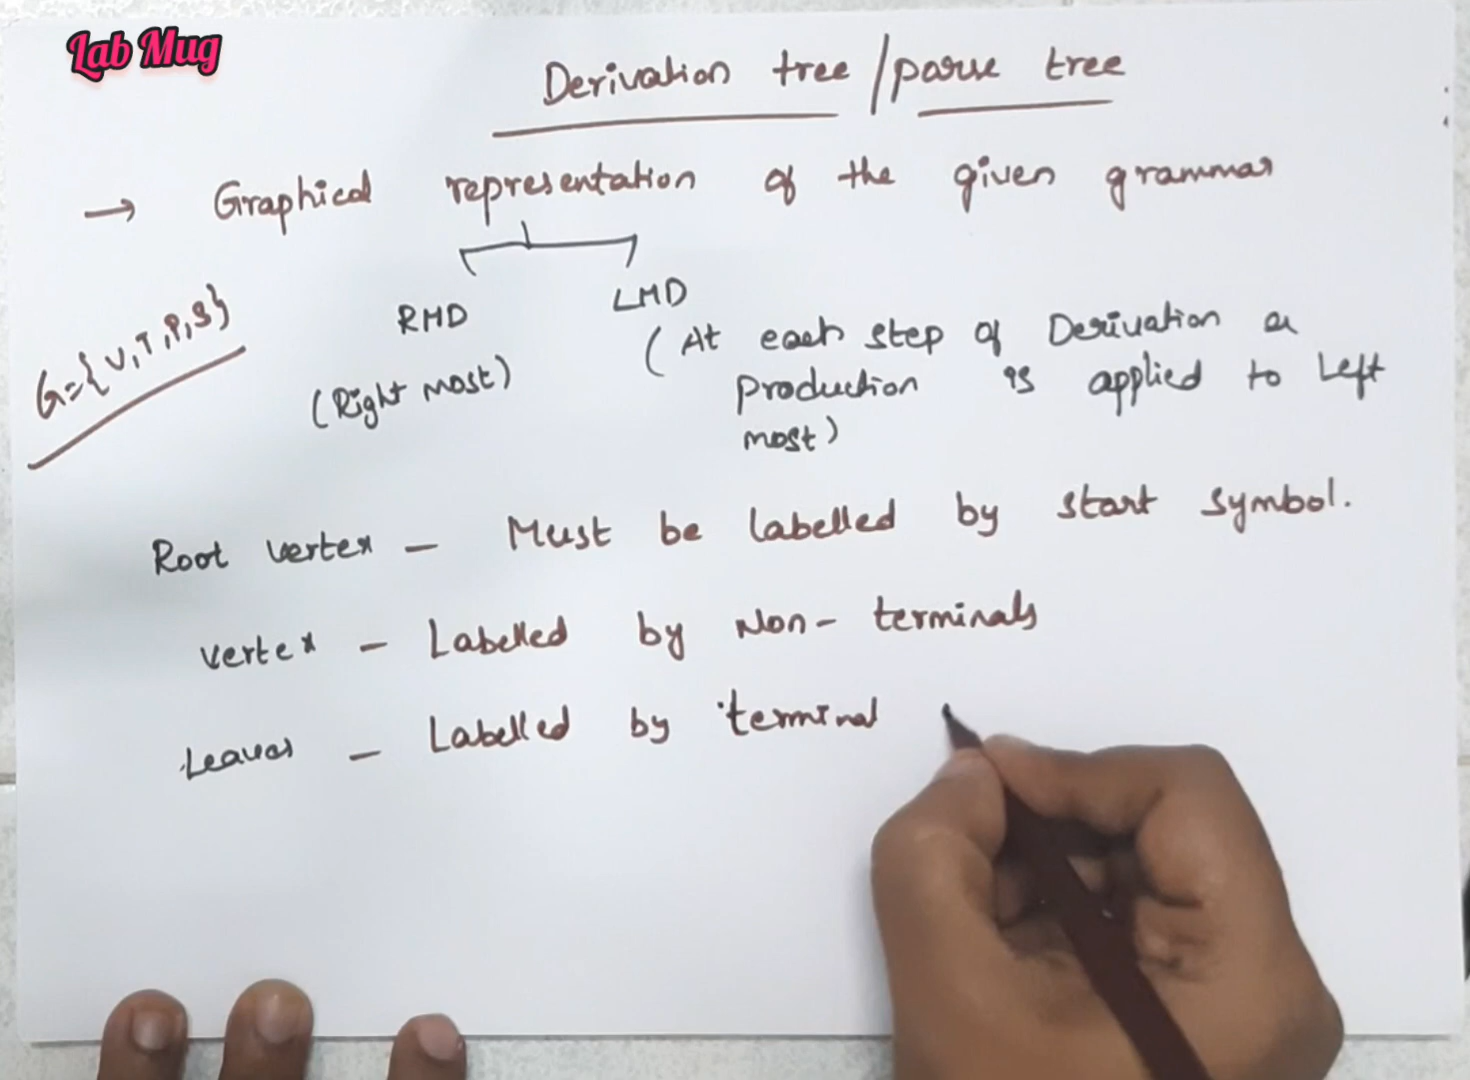 Lab Mug
Derivation tree / parse tree
→ Graphical representation of the given grammar
G={V,T,P,S}
RMD
LMD
(Right most)
(At each step of Derivation a
production is applied to Left
most)
Root vertex – Must be labelled by start symbol.
vertex – Labelled by Non-terminals
Leaves – Labelled by terminal